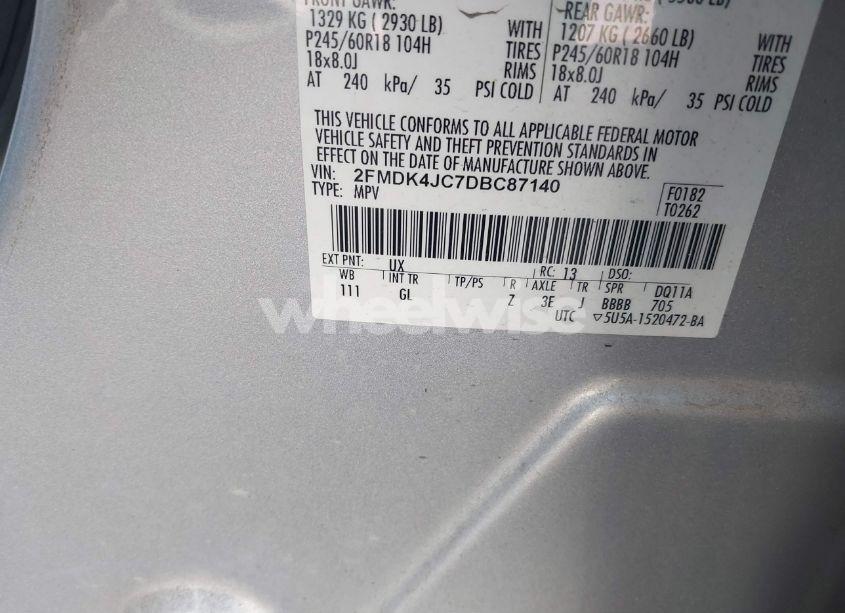 FRONT GAWR:
1329 KG ( 2930 LB) WITH
P245/60R18 104H TIRES
18x8.0J RIMS
AT 240 kPa/ 35 PSI COLD
REAR GAWR:
1207 KG ( 2660 LB) WITH
P245/60R18 104H TIRES
18x8.0J RIMS
AT 240 kPa/ 35 PSI COLD
THIS VEHICLE CONFORMS TO ALL APPLICABLE FEDERAL MOTOR
VEHICLE SAFETY AND THEFT PREVENTION STANDARDS IN
EFFECT ON THE DATE OF MANUFACTURE SHOWN ABOVE.
VIN: 2FMDK4JC7DBC87140
TYPE: MPV
F0182
T0262
EXT PNT: UX RC: 13 DSO:
WB INT TR TP/PS R AXLE TR SPR DQ11A
111 GL Z 3E J BBBB 705
UTC ▽5U5A-1520472-BA
wheelwise